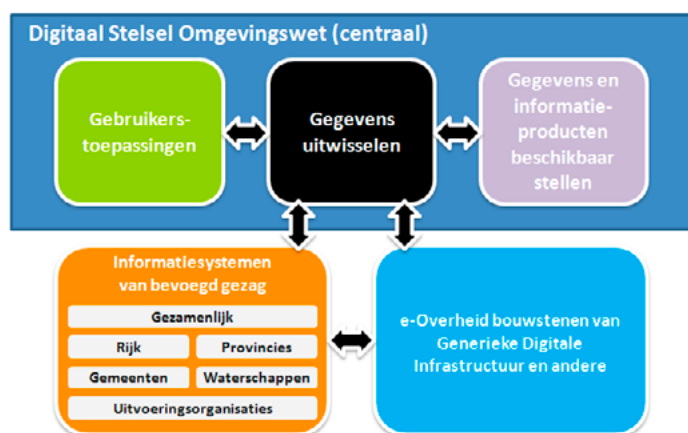 Digitaal Stelsel Omgevingswet (centraal)
Gebruikers-
toepassingen
Gegevens
uitwisselen
Gegevens en
informatie-
producten
beschikbaar
stellen
Informatiesystemen
van bevoegd gezag
Gezamenlijk
Rijk
Provincies
Gemeenten
Waterschappen
Uitvoeringsorganisaties
e-Overheid bouwstenen van
Generieke Digitale
Infrastructuur en andere